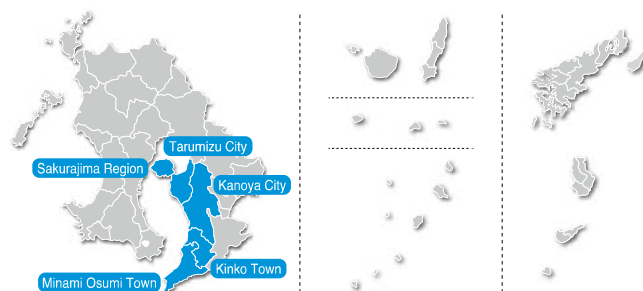 Tarumizu City
Sakurajima Region
Kanoya City
Kinko Town
Minami Osumi Town